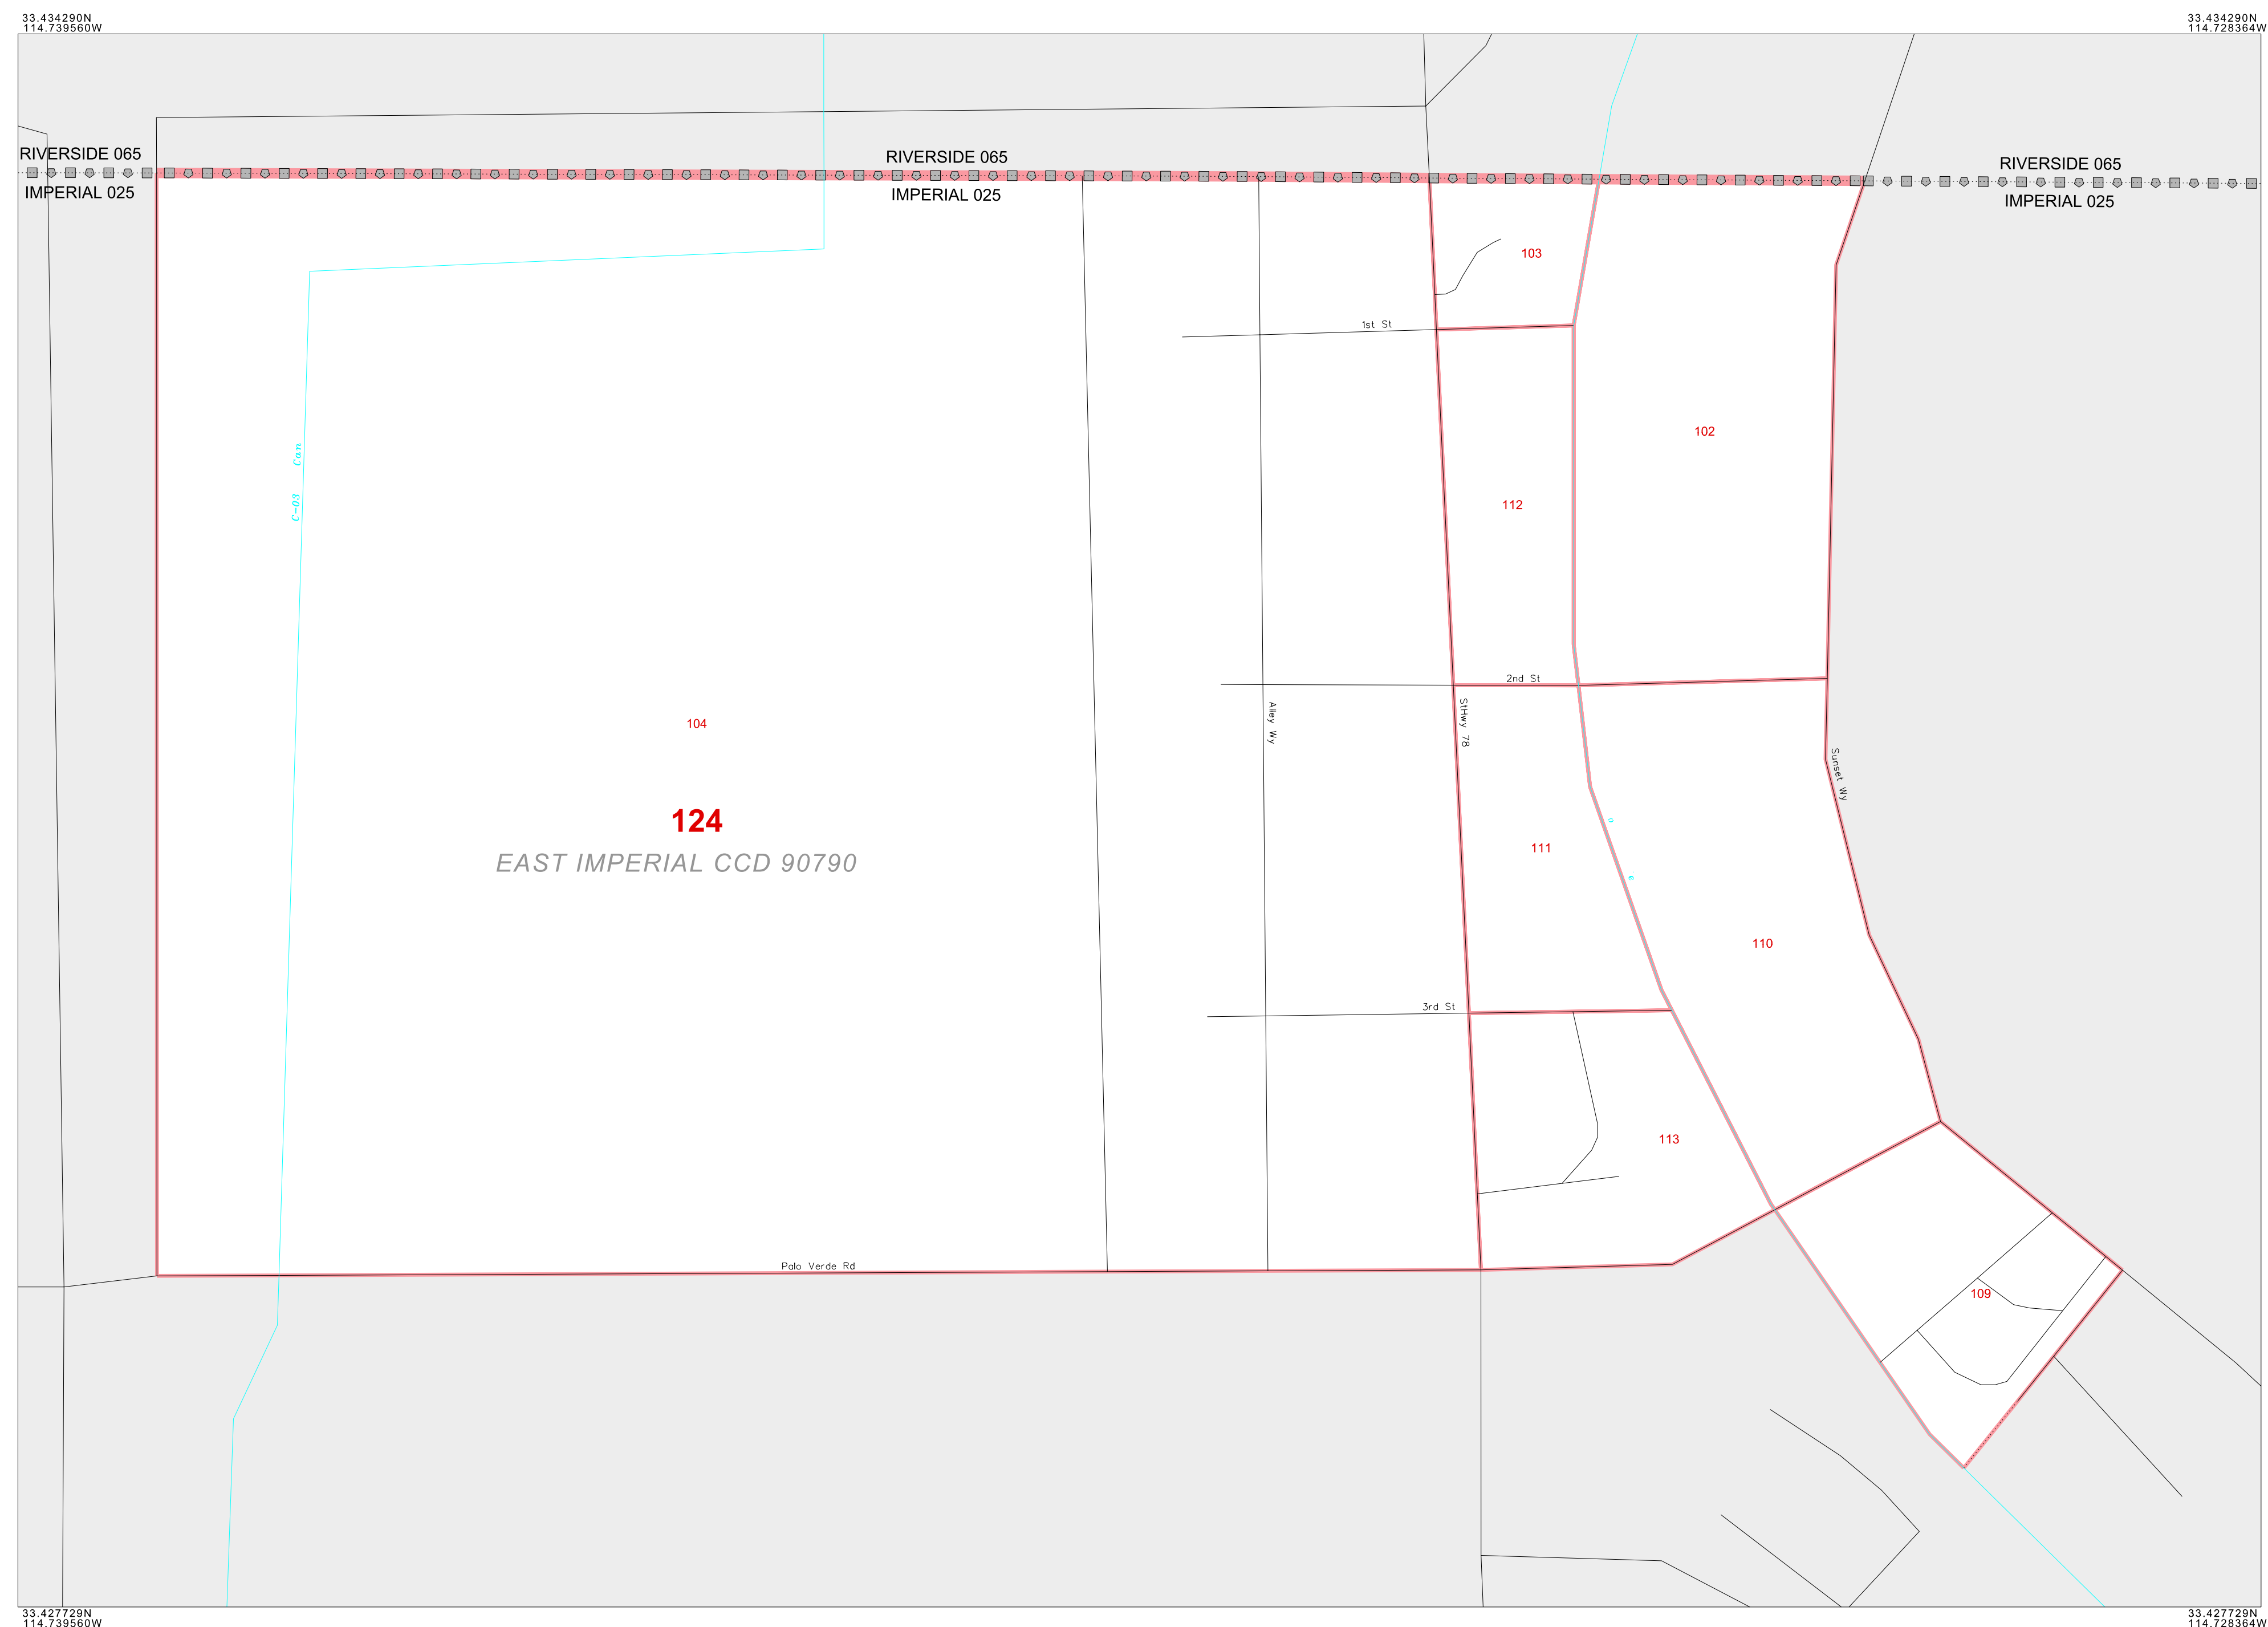 33.434290N
114.739560W
33.434290N
114.728364W
RIVERSIDE 065
IMPERIAL 025
RIVERSIDE 065
IMPERIAL 025
RIVERSIDE 065
IMPERIAL 025
103
1st St
102
C-03 Can
112
2nd St
104
Alley Wy
StHwy 78
Sunset Wy
124
EAST IMPERIAL CCD 90790
111
110
3rd St
113
Palo Verde Rd
109
33.427729N
114.739560W
33.427729N
114.728364W